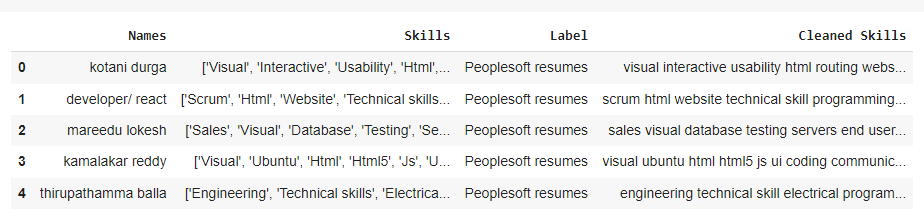 Names Skills Label Cleaned Skills
0 kotani durga ['Visual', 'Interactive', 'Usability', 'Html',... Peoplesoft resumes visual interactive usability html routing webs...
1 developer/ react ['Scrum', 'Html', 'Website', 'Technical skills... Peoplesoft resumes scrum html website technical skill programming...
2 mareedu lokesh ['Sales', 'Visual', 'Database', 'Testing', 'Se... Peoplesoft resumes sales visual database testing servers end user...
3 kamalakar reddy ['Visual', 'Ubuntu', 'Html', 'Html5', 'Js', 'U... Peoplesoft resumes visual ubuntu html html5 js ui coding communic...
4 thirupathamma balla ['Engineering', 'Technical skills', 'Electrica... Peoplesoft resumes engineering technical skill electrical program...